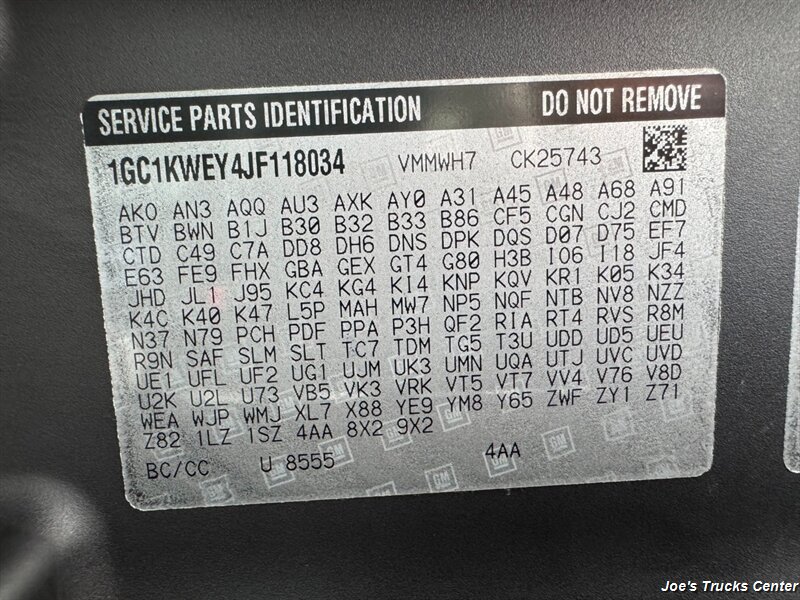 SERVICE PARTS IDENTIFICATION DO NOT REMOVE
1GC1KWEY4JF118034 VMMWH7 CK25743
AKO AN3 AQQ AU3 AXK AY0 A31 A45 A48 A68 A91
BTV BWN B1J B30 B32 B33 B86 CF5 CGN CJ2 CMD
CTD C49 C7A DD8 DH6 DNS DPK DQS D07 D75 EF7
E63 FE9 FHX GBA GEX GT4 G80 H3B I06 I18 JF4
JHD JL1 J95 KC4 KG4 KI4 KNP KQV KR1 K05 K34
K4C K40 K47 L5P MAH MW7 NP5 NQF NTB NV8 NZZ
N37 N79 PCH PDF PPA P3H QF2 RIA RT4 RVS R8M
R9N SAF SLM SLT TC7 TDM TG5 T3U UDD UD5 UEU
UE1 UFL UF2 UG1 UJM UK3 UMN UQA UTJ UVC UVD
U2K U2L U73 VB5 VK3 VRK VT5 VT7 VV4 V76 V8D
WEA WJP WMJ XL7 X88 YE9 YM8 Y65 ZWF ZY1 Z71
Z82 1LZ 1SZ 4AA 8X2 9X2
BC/CC U 8555 4AA
Joe's Trucks Center